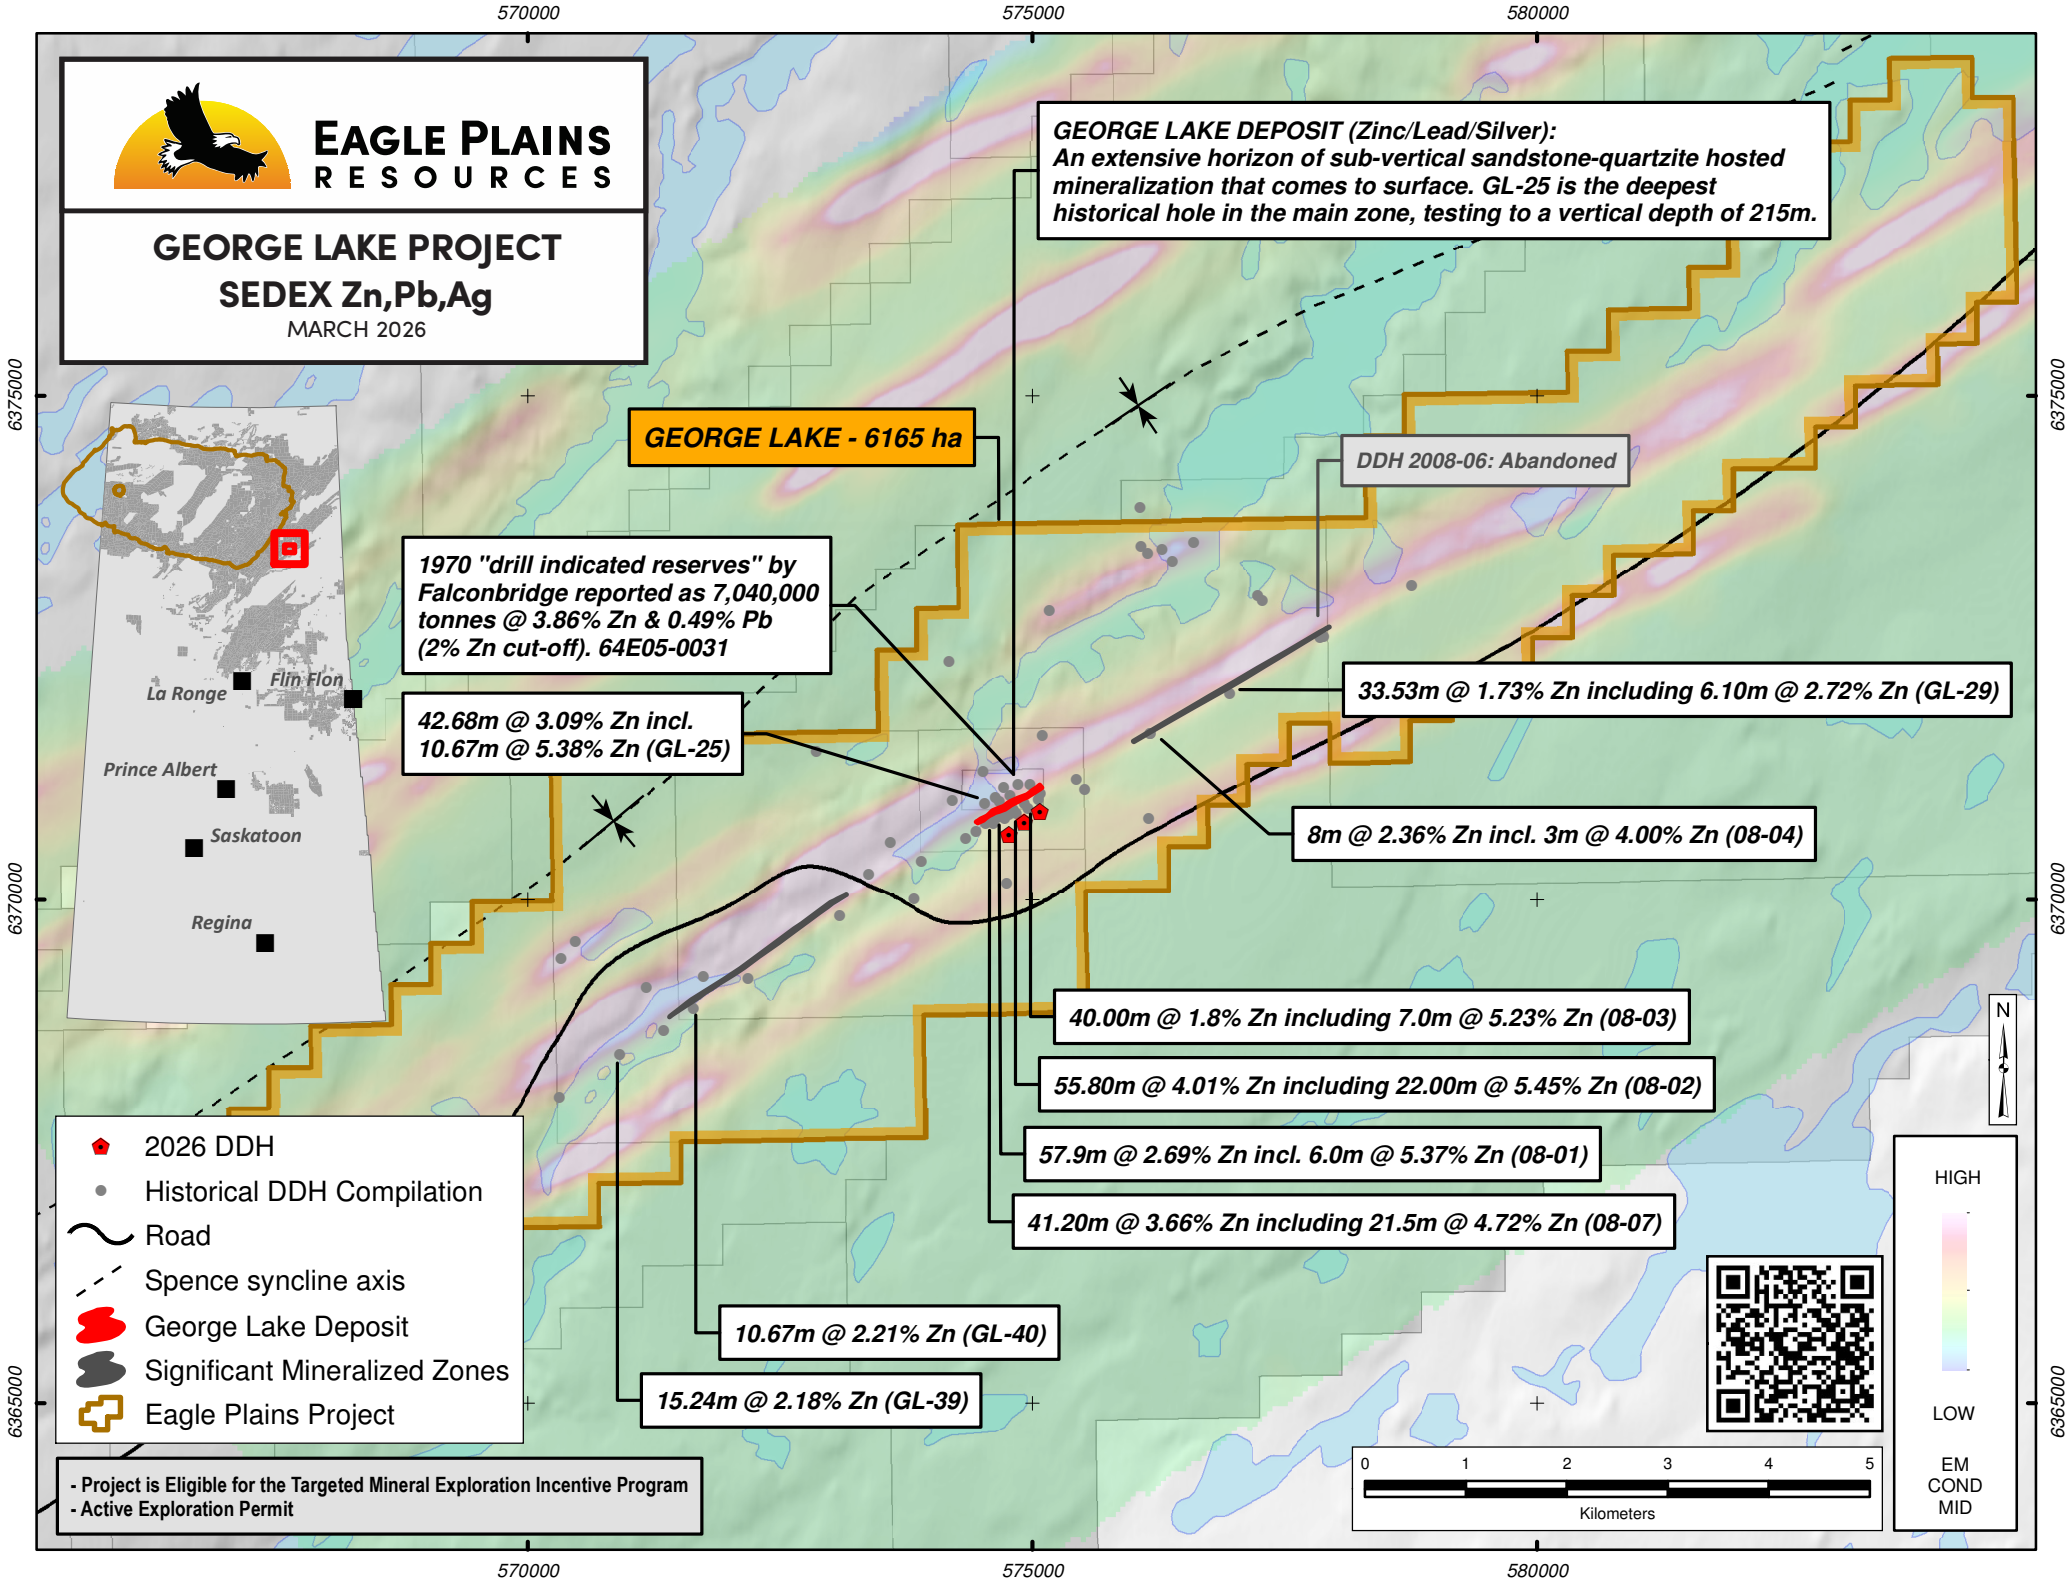 570000
575000
580000
EAGLE PLAINS
RESOURCES
GEORGE LAKE PROJECT
SEDEX Zn,Pb,Ag
MARCH 2026
GEORGE LAKE DEPOSIT (Zinc/Lead/Silver):
An extensive horizon of sub-vertical sandstone-quartzite hosted
mineralization that comes to surface. GL-25 is the deepest
historical hole in the main zone, testing to a vertical depth of 215m.
6375000
6375000
GEORGE LAKE - 6165 ha
DDH 2008-06: Abandoned
1970 "drill indicated reserves" by
Falconbridge reported as 7,040,000
tonnes @ 3.86% Zn & 0.49% Pb
(2% Zn cut-off). 64E05-0031
La Ronge
Flin Flon
33.53m @ 1.73% Zn including 6.10m @ 2.72% Zn (GL-29)
42.68m @ 3.09% Zn incl.
10.67m @ 5.38% Zn (GL-25)
Prince Albert
Saskatoon
8m @ 2.36% Zn incl. 3m @ 4.00% Zn (08-04)
Regina
6370000
6370000
40.00m @ 1.8% Zn including 7.0m @ 5.23% Zn (08-03)
N
55.80m @ 4.01% Zn including 22.00m @ 5.45% Zn (08-02)
57.9m @ 2.69% Zn incl. 6.0m @ 5.37% Zn (08-01)
41.20m @ 3.66% Zn including 21.5m @ 4.72% Zn (08-07)
10.67m @ 2.21% Zn (GL-40)
15.24m @ 2.18% Zn (GL-39)
2026 DDH
Historical DDH Compilation
Road
Spence syncline axis
George Lake Deposit
Significant Mineralized Zones
Eagle Plains Project
HIGH
LOW
EM
COND
MID
6365000
6365000
- Project is Eligible for the Targeted Mineral Exploration Incentive Program
- Active Exploration Permit
0 1 2 3 4 5
Kilometers
570000
575000
580000